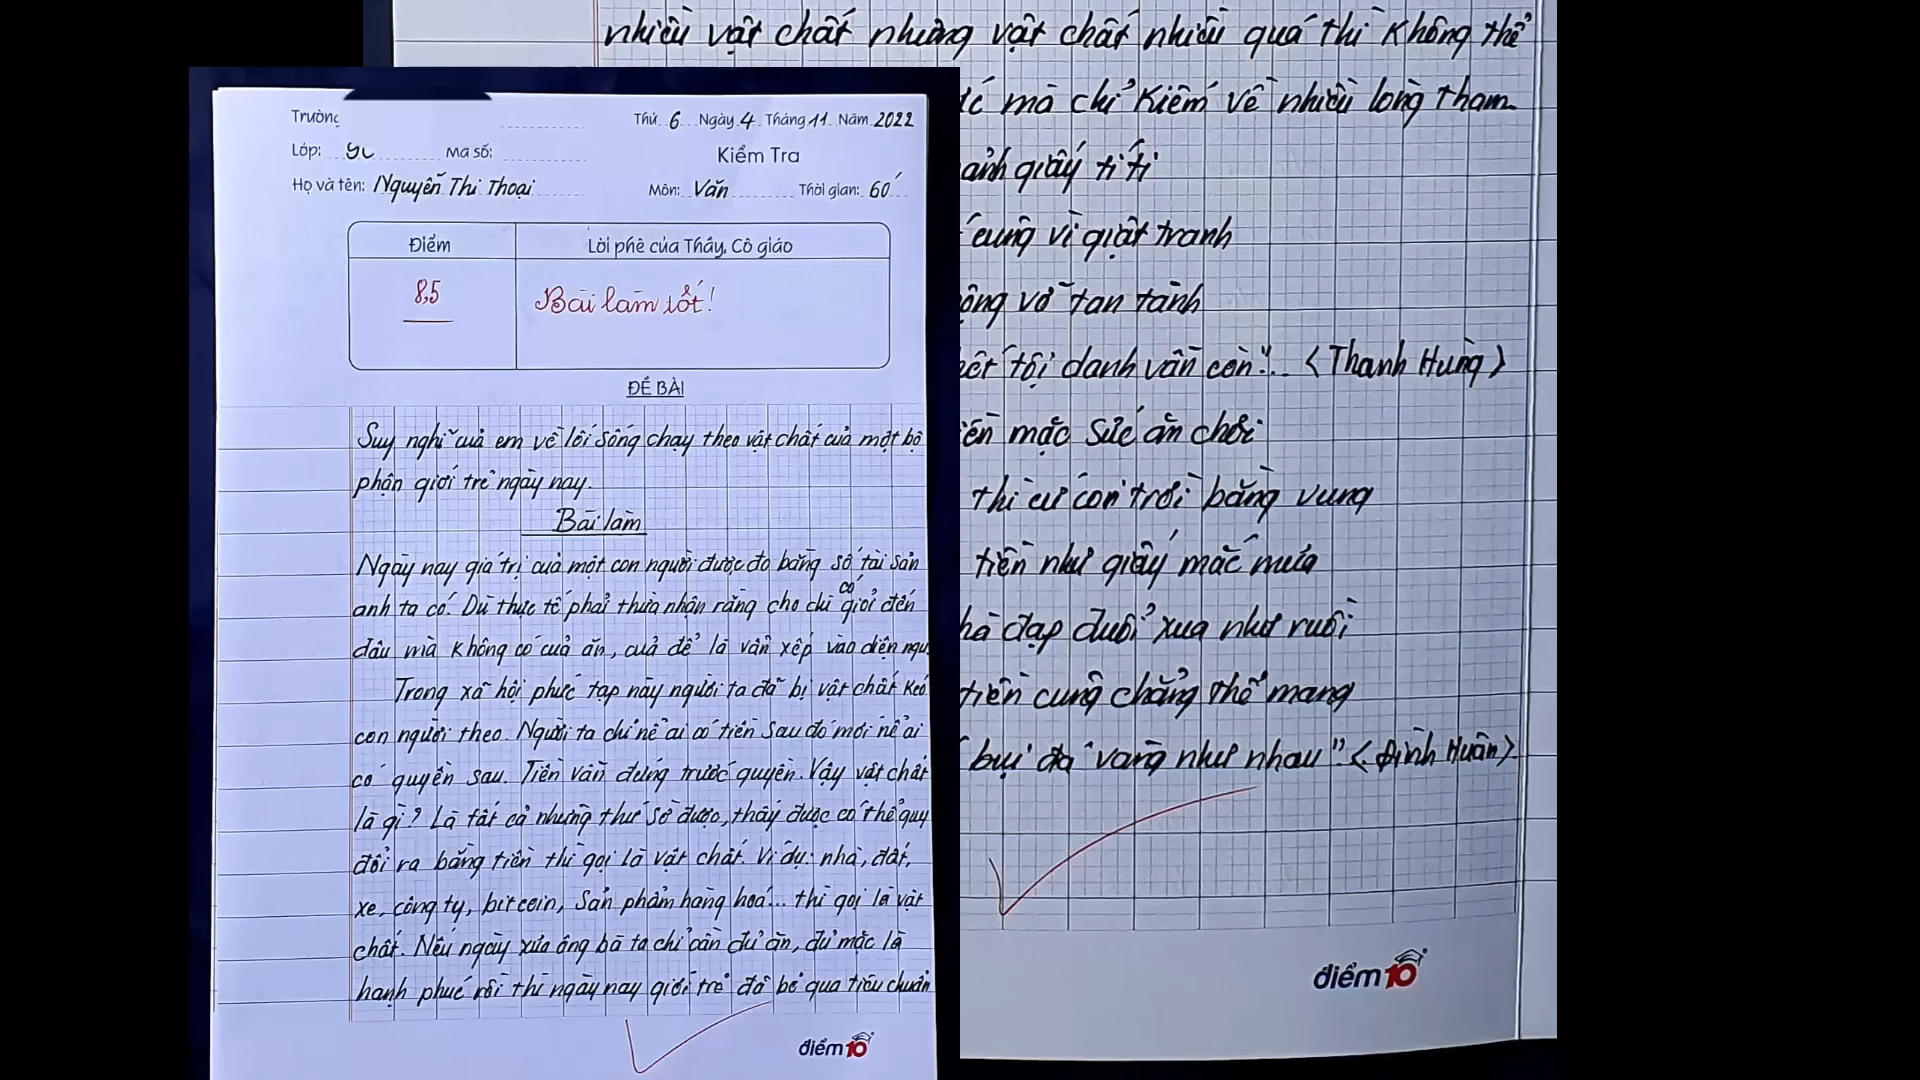 Trường
Thứ 6 Ngày 4 Tháng 11 Năm 2022
Lớp: 9C Mã số:
Kiểm Tra
Họ và tên: Nguyễn Thị Thoại
Môn: Văn Thời gian: 60'
Điểm
Lời phê của Thầy, Cô giáo
8,5
Bài làm tốt!
ĐỀ BÀI
Suy nghĩ của em về lối sống chạy theo vật chất của một bộ
phận giới trẻ ngày nay.
Bài làm
Ngày nay giá trị của một con người được đo bằng số tài sản
anh ta có. Dù thực tế phải thừa nhận rằng cho dù có giỏi đến
đâu mà không có của ăn, của để là vẫn xếp vào diện ngu
Trong xã hội phức tạp này người ta đã bị vật chất kéo
con người theo. Người ta chỉ nể ai có tiền sau đó mới nể ai
có quyền sau. Tiền vẫn đứng trước quyền. Vậy vật chất
là gì? Là tất cả những thứ sờ được, thấy được có thể quy
đổi ra bằng tiền thì gọi là vật chất. Ví dụ: nhà, đất,
xe, công ty, bitcoin, sản phẩm hàng hoá... thì gọi là vật
chất. Nếu ngày xưa ông bà ta chỉ cần đủ ăn, đủ mặc là
hạnh phúc rồi thì ngày nay giới trẻ đã bỏ qua tiêu chuẩn
điểm 10
nhiều vật chất nhưng vật chất nhiều quá thì không thể
mà chỉ kiếm về nhiều lòng tham
giấy ti ti
cũng vì giật tranh
vỡ tan tành
tội danh vẫn còn"... (Thanh Hùng)
mặc sức ăn chơi
thì cứ coi trời bằng vung
tiền như giấy mắc mưa
đạp đuổi xua như ruồi
tiền cũng chẳng thể mang
bụi đá vàng như nhau". (Đình Huân).
điểm 10